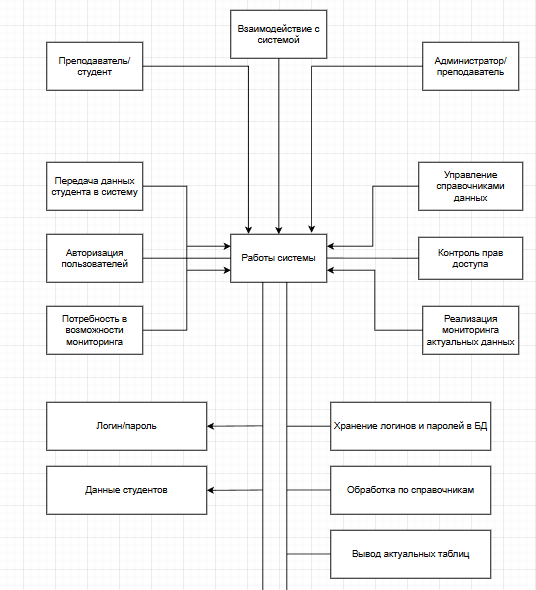 Взаимодействие с
системой
Преподаватель/
студент
Администратор/
преподаватель
Передача данных
студента в систему
Управление
справочниками
данных
Авторизация
пользователей
Работы системы
Контроль прав
доступа
Потребность в
возможности
мониторинга
Реализация
мониторинга
актуальных данных
Логин/пароль
Хранение логинов и паролей в БД
Данные студентов
Обработка по справочникам
Вывод актуальных таблиц